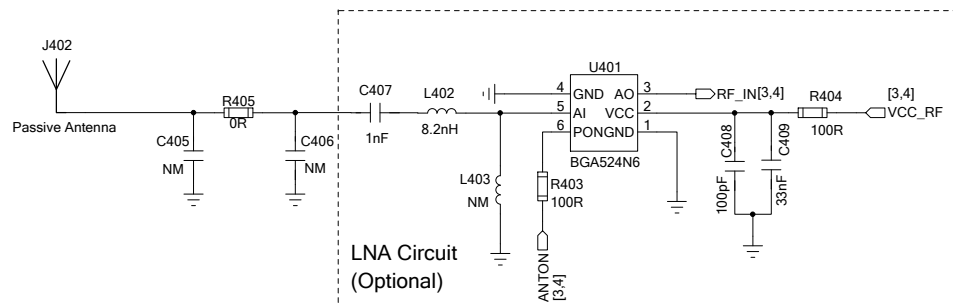 J402
Passive Antenna
R405
0R
C405
NM
C406
NM
C407
1nF
L402
8.2nH
L403
NM
U401
4 GND AO 3
5 AI VCC 2
6 PONGND 1
BGA524N6
R403
100R
ANTON
[3,4]
RF_IN[3,4]
C408
100pF
C409
33nF
R404
100R
[3,4]
VCC_RF
LNA Circuit
(Optional)